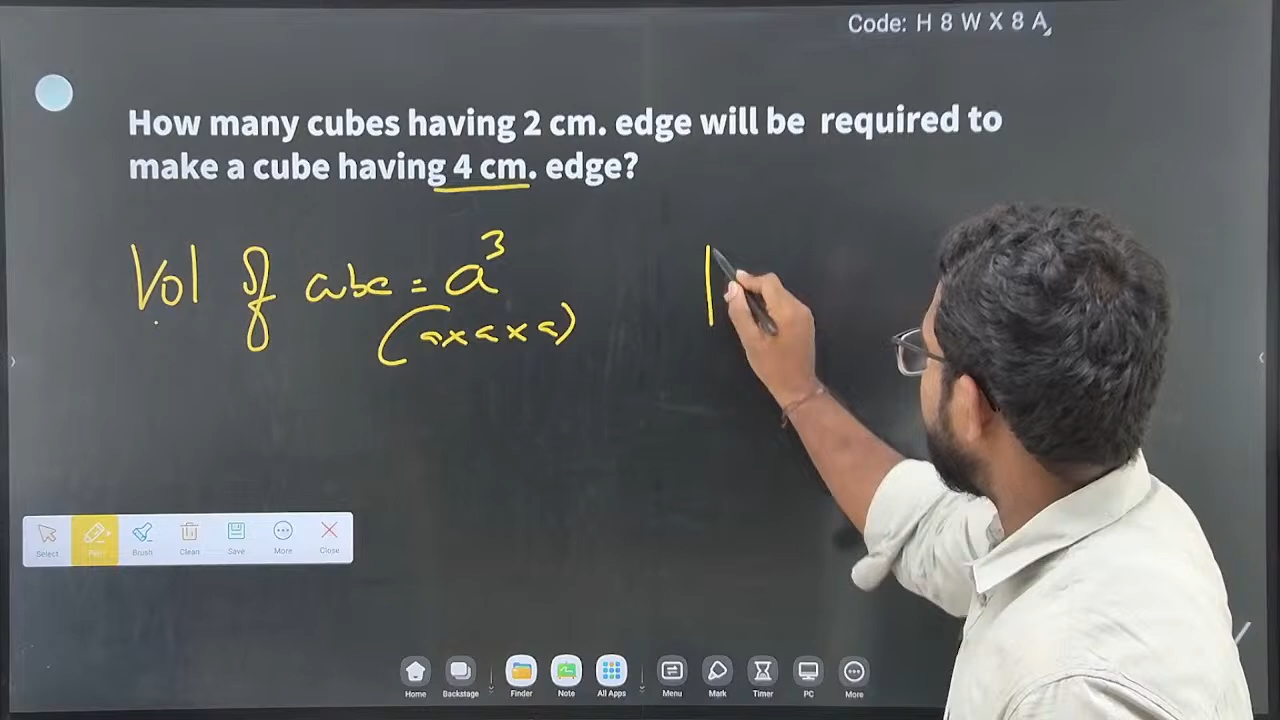 Code: H 8 W X 8 A
How many cubes having 2 cm. edge will be required to
make a cube having 4 cm. edge?
Vol of cube = a³
(a×a×a)
Select Pen Brush Clean Save More Close
Home Backstage Finder Note All Apps Menu Mark Timer PC More